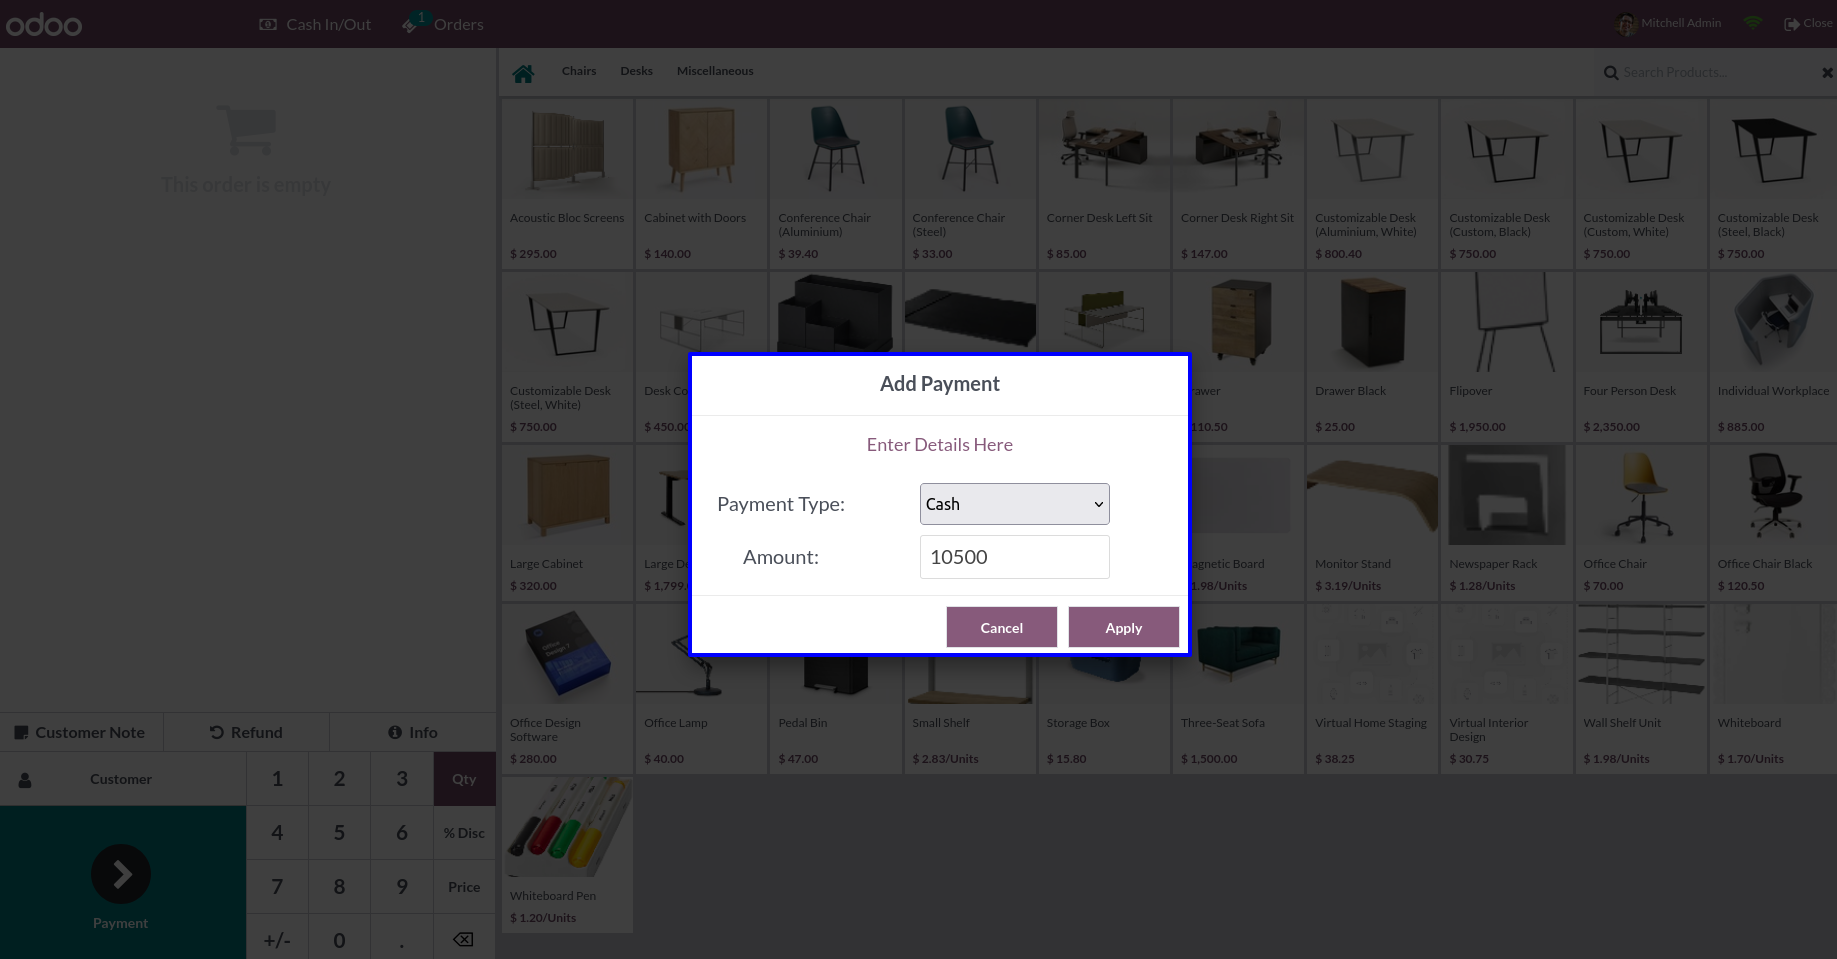 odoo
Cash In/Out
1
Orders
Mitchell Admin
Close
This order is empty
Chairs
Desks
Miscellaneous
Search Products...
Acoustic Bloc Screens
$ 295.00
Cabinet with Doors
$ 140.00
Conference Chair
(Aluminium)
$ 39.40
Conference Chair
(Steel)
$ 33.00
Corner Desk Left Sit
$ 85.00
Corner Desk Right Sit
$ 147.00
Customizable Desk
(Aluminium, White)
$ 800.40
Customizable Desk
(Custom, Black)
$ 750.00
Customizable Desk
(Custom, White)
$ 750.00
Customizable Desk
(Steel, Black)
$ 750.00
Customizable Desk
(Steel, White)
$ 750.00
Desk Co
$ 450.00
rawer
110.50
Drawer Black
$ 25.00
Flipover
$ 1,950.00
Four Person Desk
$ 2,350.00
Individual Workplace
$ 885.00
Add Payment
Enter Details Here
Payment Type:
Cash
Amount:
10500
Cancel
Apply
Large Cabinet
$ 320.00
Large De
$ 1,799.
agnetic Board
1.98/Units
Monitor Stand
$ 3.19/Units
Newspaper Rack
$ 1.28/Units
Office Chair
$ 70.00
Office Chair Black
$ 120.50
Office
Design 7
Office Design
Software
$ 280.00
Office Lamp
$ 40.00
Pedal Bin
$ 47.00
Small Shelf
$ 2.83/Units
Storage Box
$ 15.80
Three-Seat Sofa
$ 1,500.00
Virtual Home Staging
$ 38.25
Virtual Interior
Design
$ 30.75
Wall Shelf Unit
$ 1.98/Units
Whiteboard
$ 1.70/Units
Whiteboard Pen
$ 1.20/Units
Customer Note
Refund
Info
Customer
1
2
3
Qty
4
5
6
% Disc
7
8
9
Price
Payment
+/-
0
.